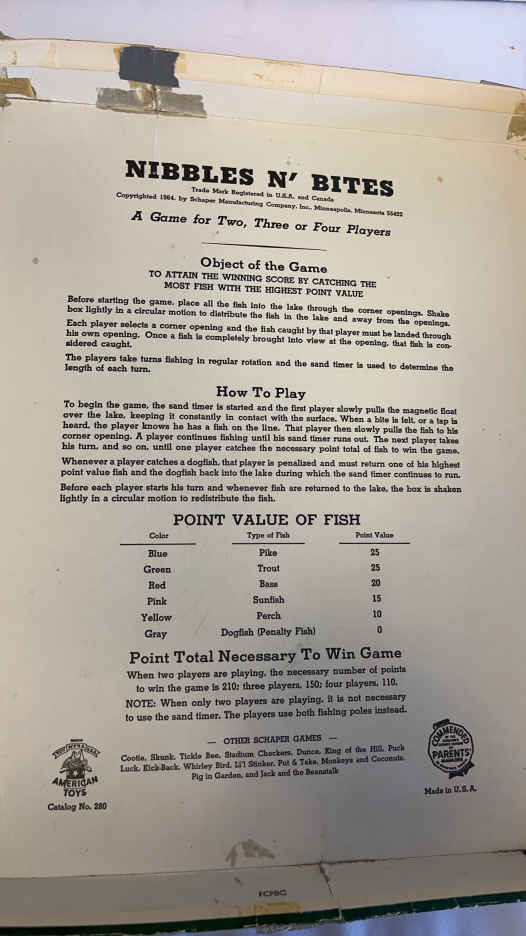 NIBBLES N' BITES
Trade Mark Registered in U.S.A. and Canada
Copyrighted 1964, by Schaper Manufacturing Company, Inc., Minneapolis, Minnesota 55422
A Game for Two, Three or Four Players
Object of the Game
TO ATTAIN THE WINNING SCORE BY CATCHING THE
MOST FISH WITH THE HIGHEST POINT VALUE
Before starting the game, place all the fish into the lake through the corner openings. Shake
box lightly in a circular motion to distribute the fish in the lake and away from the openings.
Each player selects a corner opening and the fish caught by that player must be landed through
his own opening. Once a fish is completely brought into view at the opening, that fish is con-
sidered caught.
The players take turns fishing in regular rotation and the sand timer is used to determine the
length of each turn.
How To Play
To begin the game, the sand timer is started and the first player slowly pulls the magnetic float
over the lake, keeping it constantly in contact with the surface. When a bite is felt, or a tap is
heard, the player knows he has a fish on the line. That player then slowly pulls the fish to his
corner opening. A player continues fishing until his sand timer runs out. The next player takes
his turn, and so on, until one player catches the necessary point total of fish to win the game.
Whenever a player catches a dogfish, that player is penalized and must return one of his highest
point value fish and the dogfish back into the lake during which the sand timer continues to run.
Before each player starts his turn and whenever fish are returned to the lake, the box is shaken
lightly in a circular motion to redistribute the fish.
POINT VALUE OF FISH
Color Type of Fish Point Value
Blue Pike 25
Green Trout 25
Red Bass 20
Pink Sunfish 15
Yellow Perch 10
Gray Dogfish (Penalty Fish) 0
Point Total Necessary To Win Game
When two players are playing, the necessary number of points
to win the game is 210; three players, 150; four players, 110.
NOTE: When only two players are playing, it is not necessary
to use the sand timer. The players use both fishing poles instead.
— OTHER SCHAPER GAMES —
Cootie, Skunk, Tickle Bee, Stadium Checkers, Dunce, King of the Hill, Puck
Luck, Kick-Back, Whirley Bird, Li'l Stinker, Put & Take, Monkeys and Coconuts,
Pig in Garden, and Jack and the Beanstalk
AMERICAN
TOYS
Catalog No. 280
COMMENDED
PARENTS'
MAGAZINE
Made in U.S.A.
FCPBG